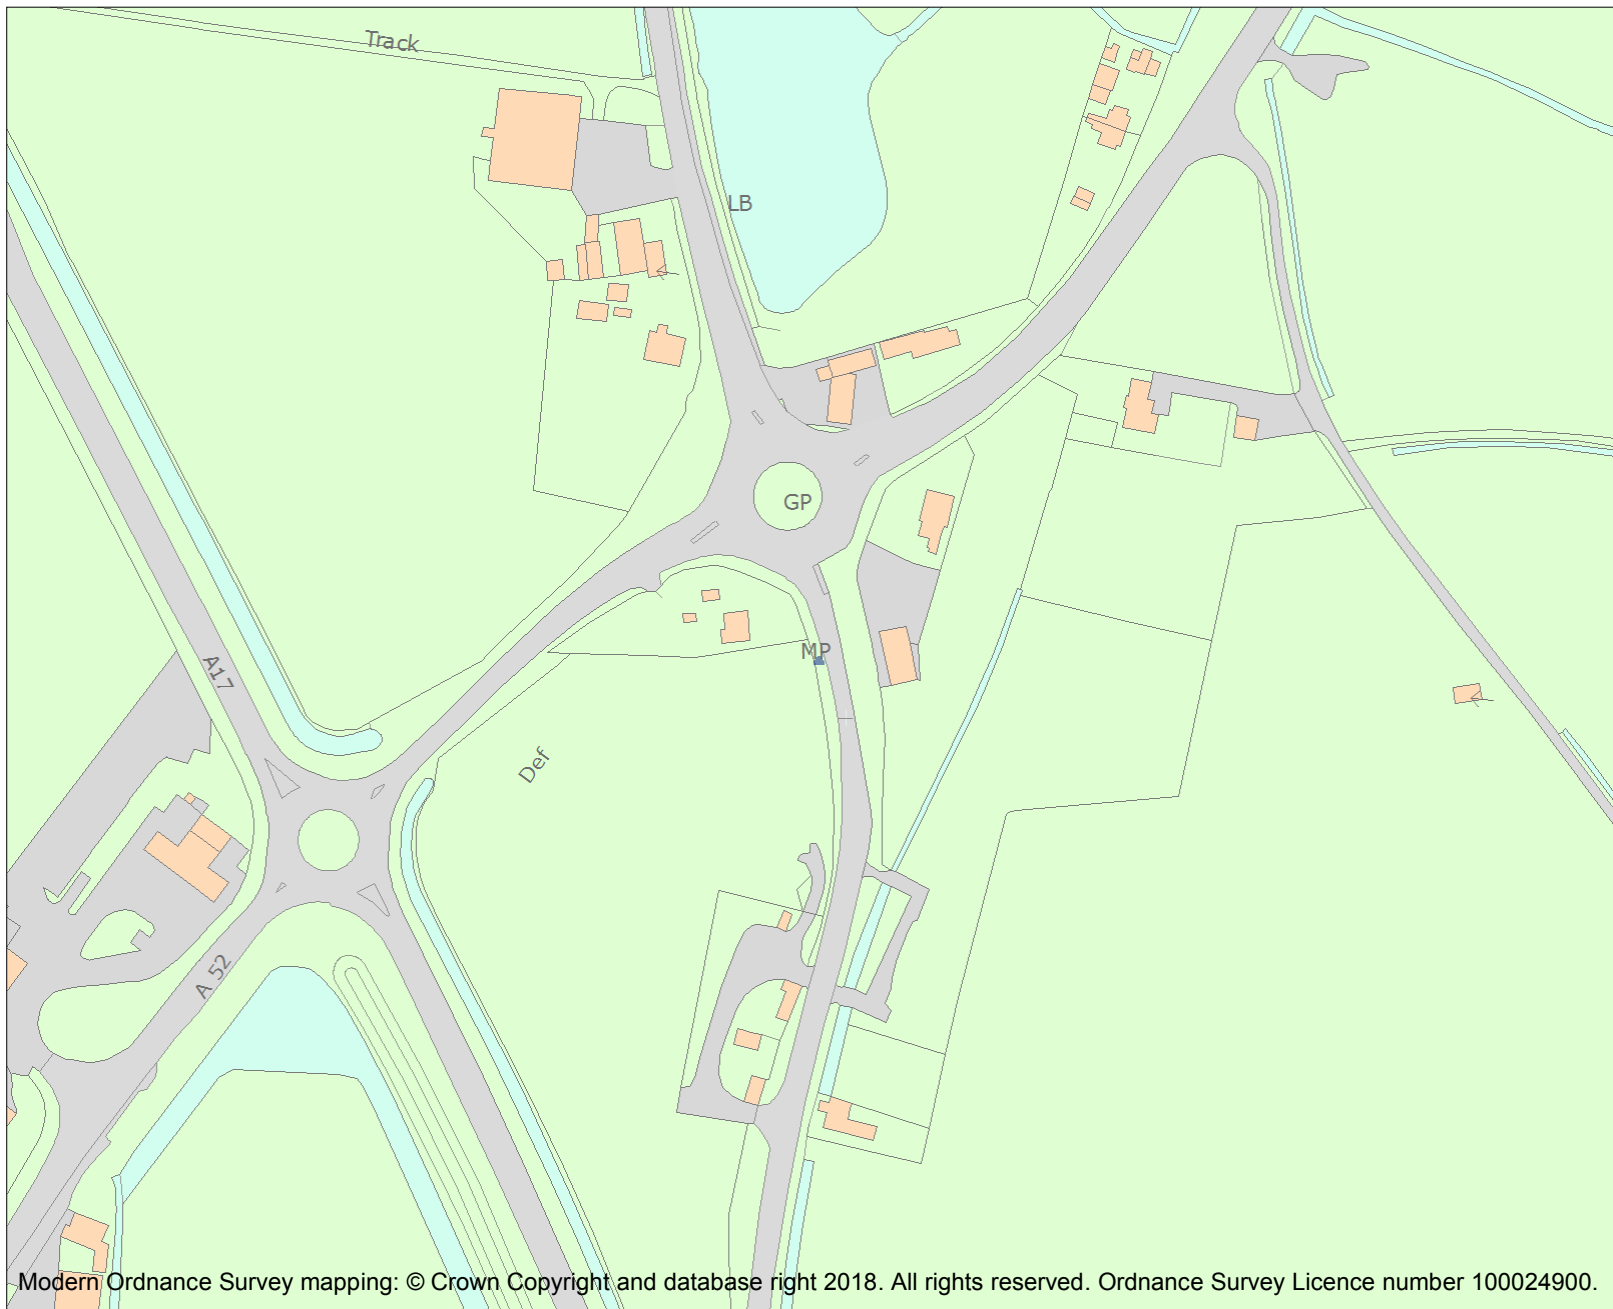 Track
LB
GP
A17
MP
Def
A 52
Modern Ordnance Survey mapping: © Crown Copyright and database right 2018. All rights reserved. Ordnance Survey Licence number 100024900.